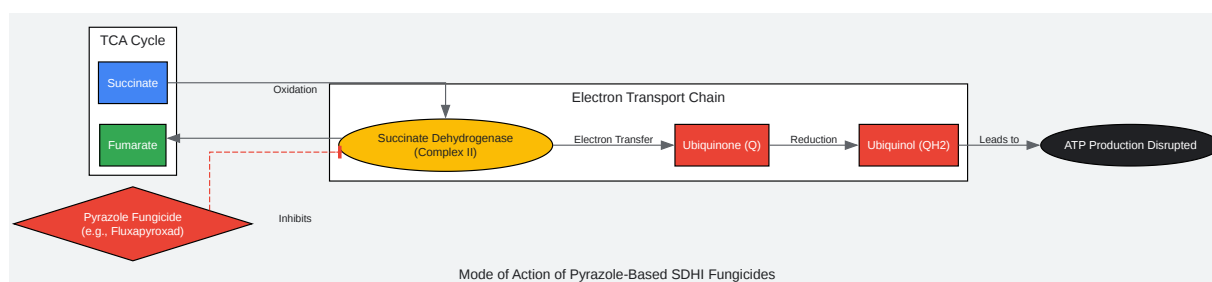 TCA Cycle
Succinate
Oxidation
Electron Transport Chain
Fumarate
Succinate Dehydrogenase
(Complex II)
Electron Transfer
Ubiquinone (Q)
Reduction
Ubiquinol (QH2)
Leads to
ATP Production Disrupted
Pyrazole Fungicide
(e.g., Fluxapyroxad)
Inhibits
Mode of Action of Pyrazole-Based SDHI Fungicides